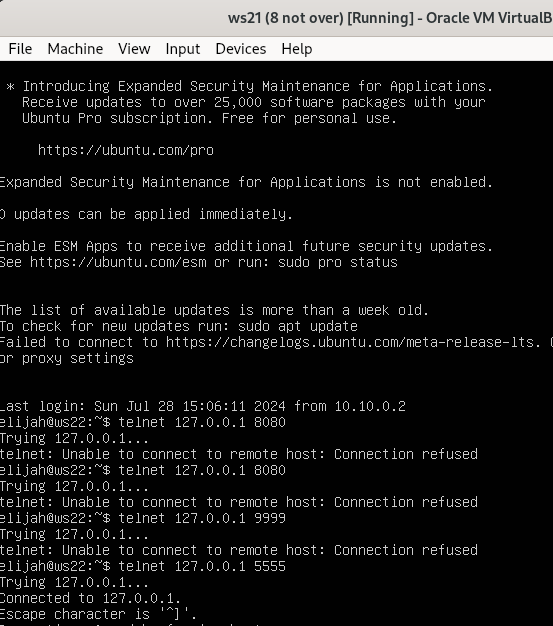 ws21 (8 not over) [Running] - Oracle VM VirtualB
File Machine View Input Devices Help
* Introducing Expanded Security Maintenance for Applications.
Receive updates to over 25,000 software packages with your
Ubuntu Pro subscription. Free for personal use.
https://ubuntu.com/pro
Expanded Security Maintenance for Applications is not enabled.
0 updates can be applied immediately.
Enable ESM Apps to receive additional future security updates.
See https://ubuntu.com/esm or run: sudo pro status
The list of available updates is more than a week old.
To check for new updates run: sudo apt update
Failed to connect to https://changelogs.ubuntu.com/meta-release-lts.
or proxy settings
Last login: Sun Jul 28 15:06:11 2024 from 10.10.0.2
elijah@ws22:~$ telnet 127.0.0.1 8080
Trying 127.0.0.1...
telnet: Unable to connect to remote host: Connection refused
elijah@ws22:~$ telnet 127.0.0.1 8080
Trying 127.0.0.1...
telnet: Unable to connect to remote host: Connection refused
elijah@ws22:~$ telnet 127.0.0.1 9999
Trying 127.0.0.1...
telnet: Unable to connect to remote host: Connection refused
elijah@ws22:~$ telnet 127.0.0.1 5555
Trying 127.0.0.1...
Connected to 127.0.0.1.
Escape character is '^]'.